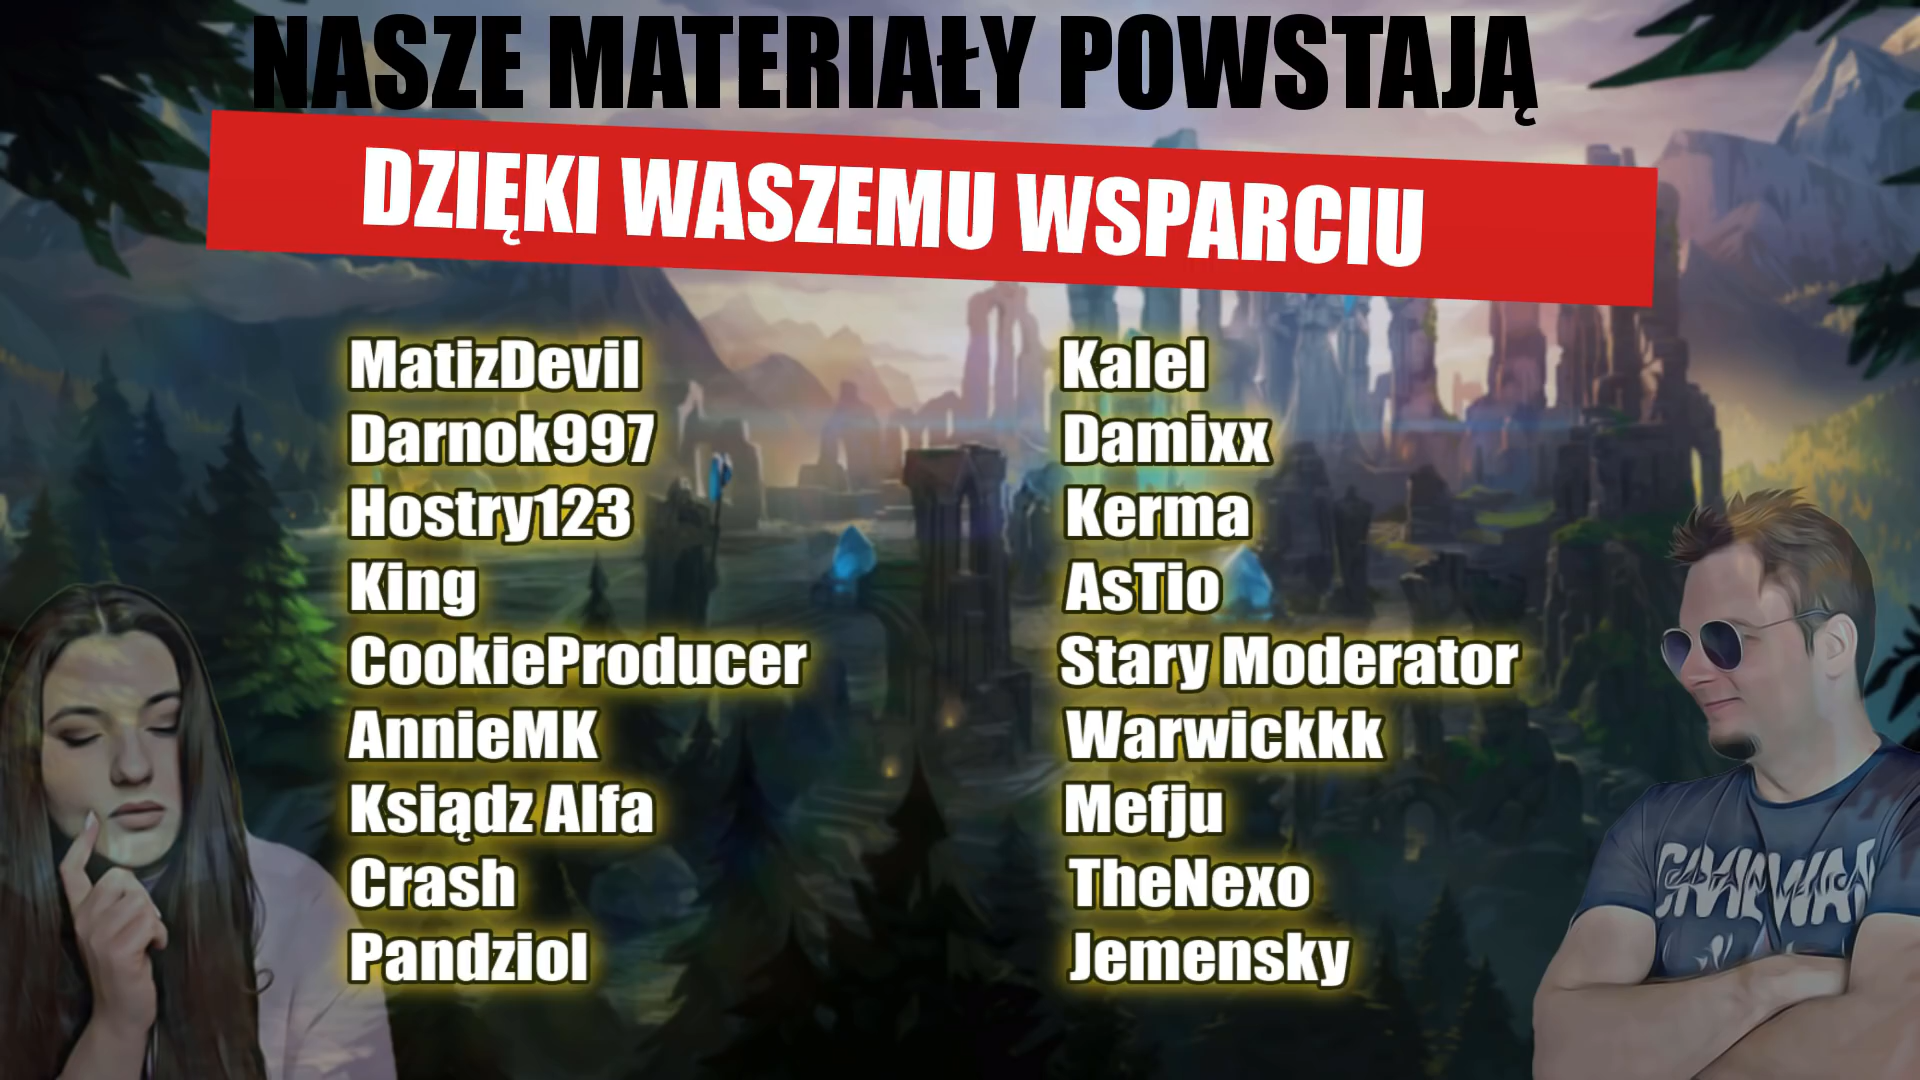 NASZE MATERIAŁY POWSTAJĄ
DZIĘKI WASZEMU WSPARCIU
MatizDevil
Darnok997
Hostry123
King
CookieProducer
AnnieMK
Ksiądz Alfa
Crash
Pandziol
Kalel
Damixx
Kerma
AsTio
Stary Moderator
Warwickkk
Mefju
TheNexo
Jemensky